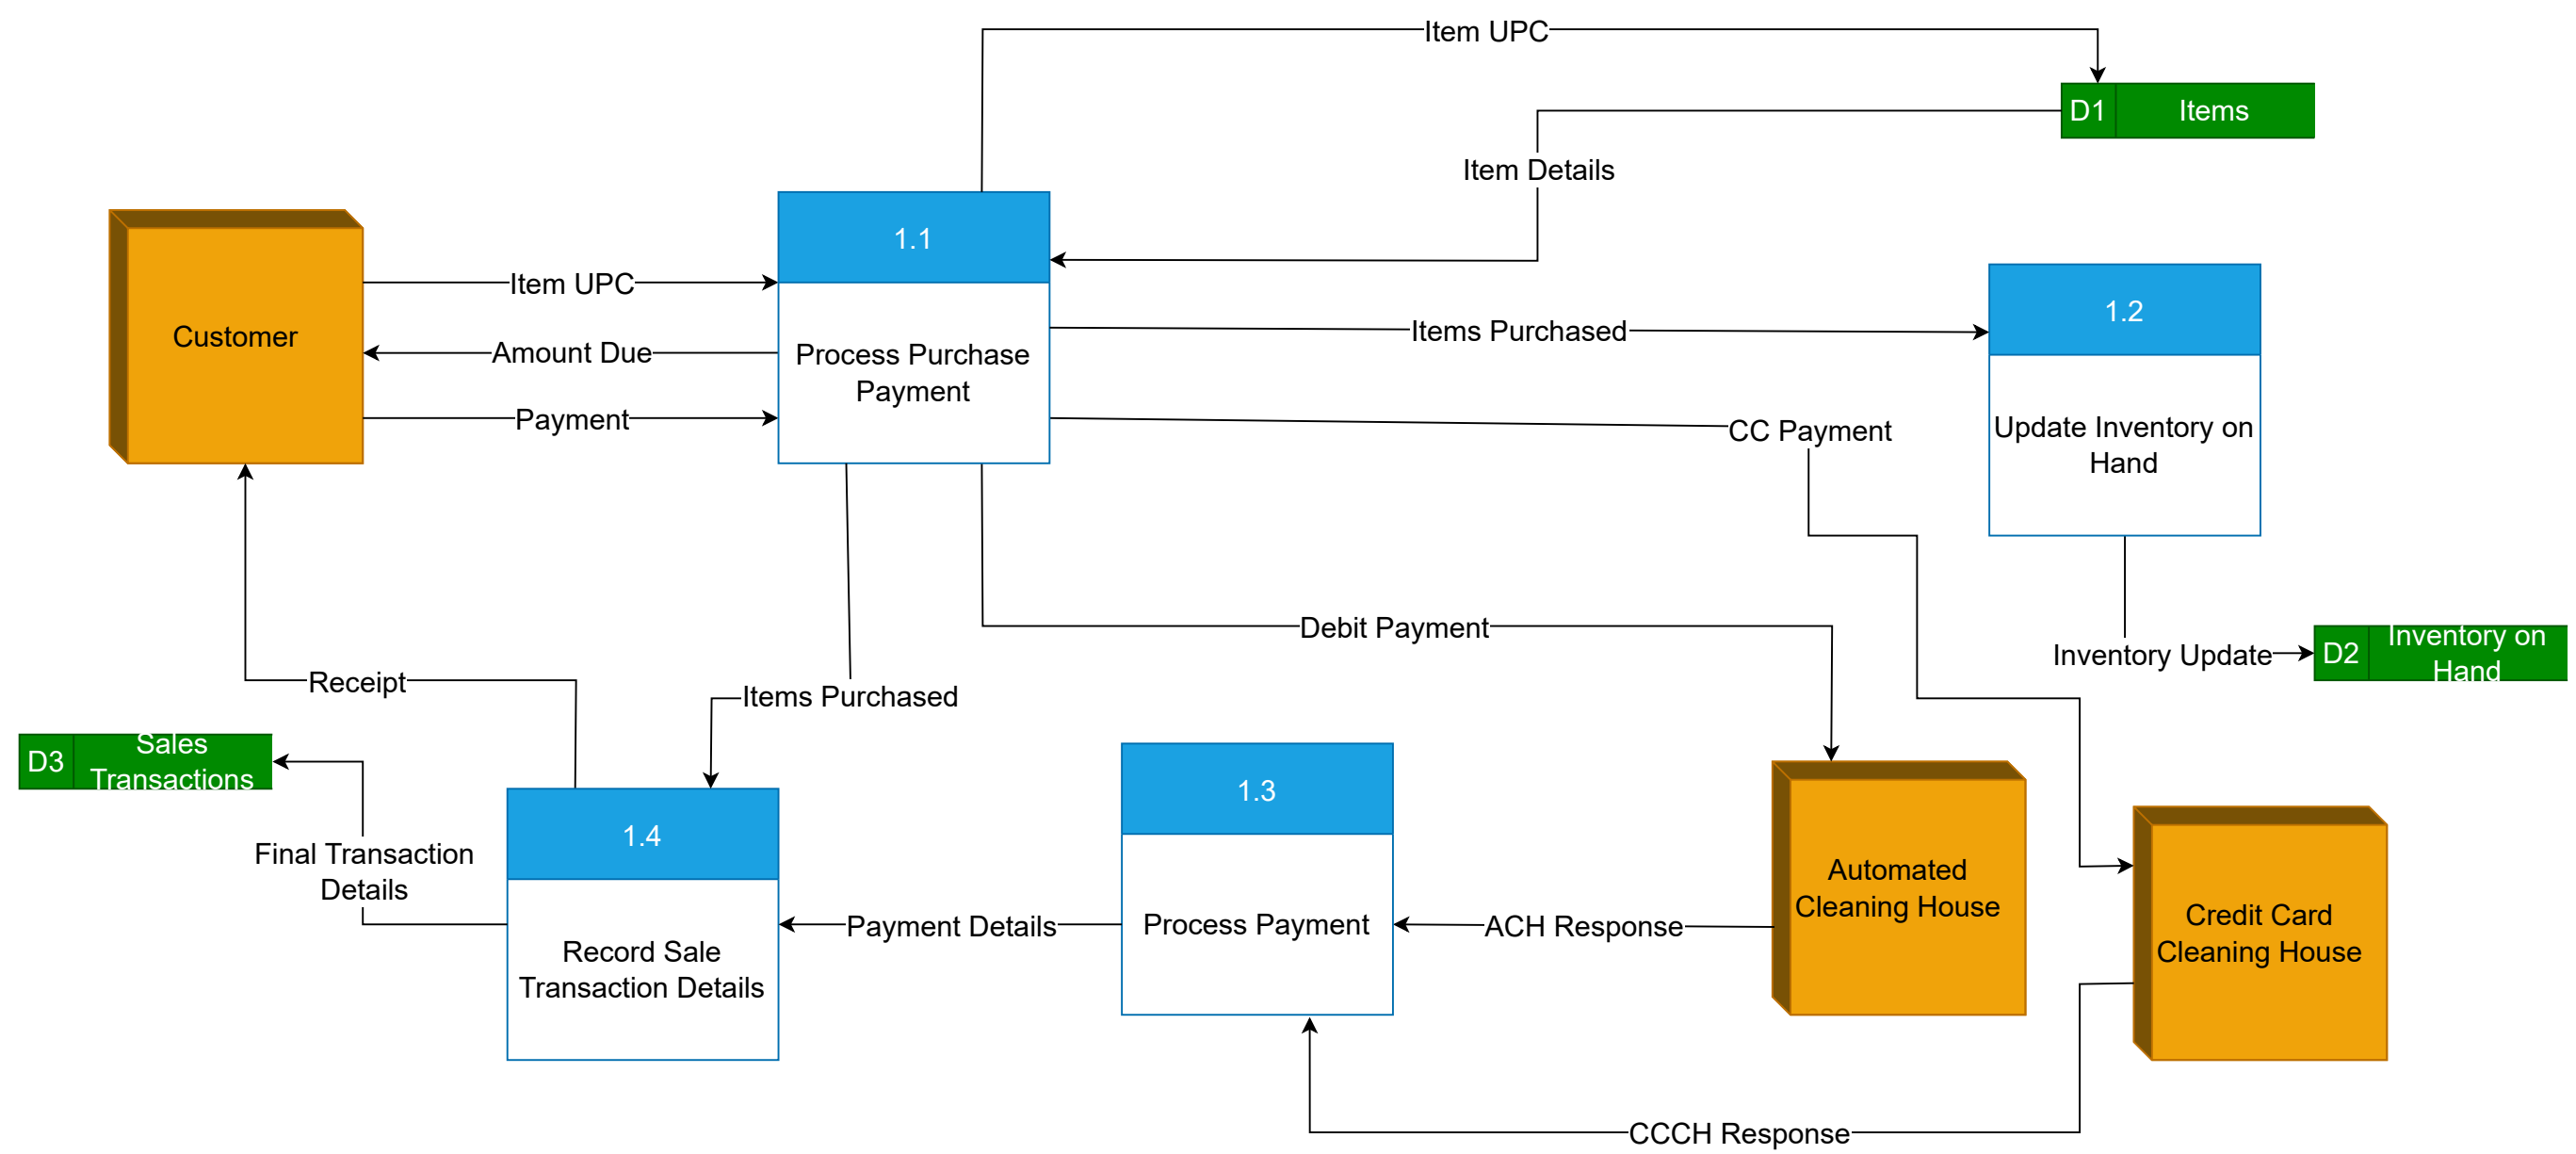 Item UPC
D1
Items
Item Details
1.1
Process Purchase
Payment
Customer
Item UPC
Amount Due
Payment
Items Purchased
1.2
Update Inventory on
Hand
CC Payment
Debit Payment
Inventory Update
D2
Inventory on
Hand
Receipt
Items Purchased
D3
Sales
Transactions
Final Transaction
Details
1.4
Record Sale
Transaction Details
Payment Details
1.3
Process Payment
ACH Response
Automated
Cleaning House
Credit Card
Cleaning House
CCCH Response